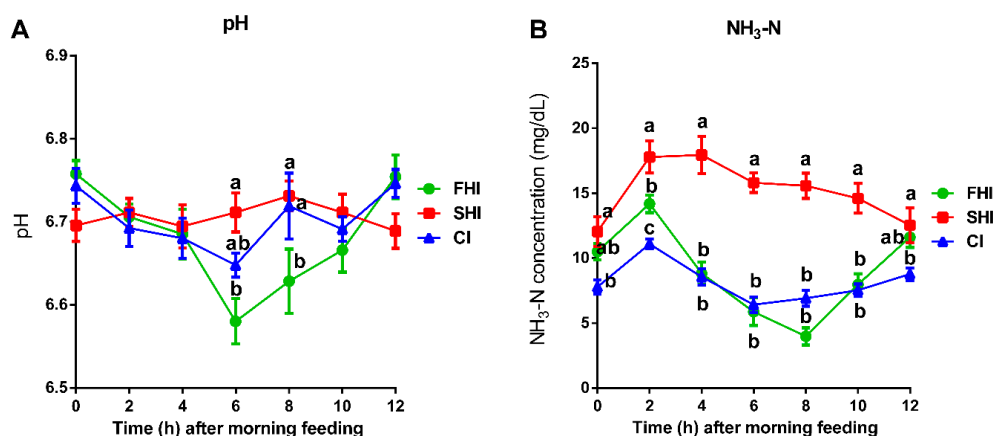 A
pH
6.9
6.8
6.7
6.6
6.5
pH
0 2 4 6 8 10 12
Time (h) after morning feeding
a
ab
b
a
a
b
FHI
SHI
CI
B
NH₃-N
25
20
15
10
5
0
NH₃-N concentration (mg/dL)
0 2 4 6 8 10 12
Time (h) after morning feeding
a
ab
b
a
b
c
a
b
b
a
b
b
a
b
b
a
b
b
a
ab
b
FHI
SHI
CI